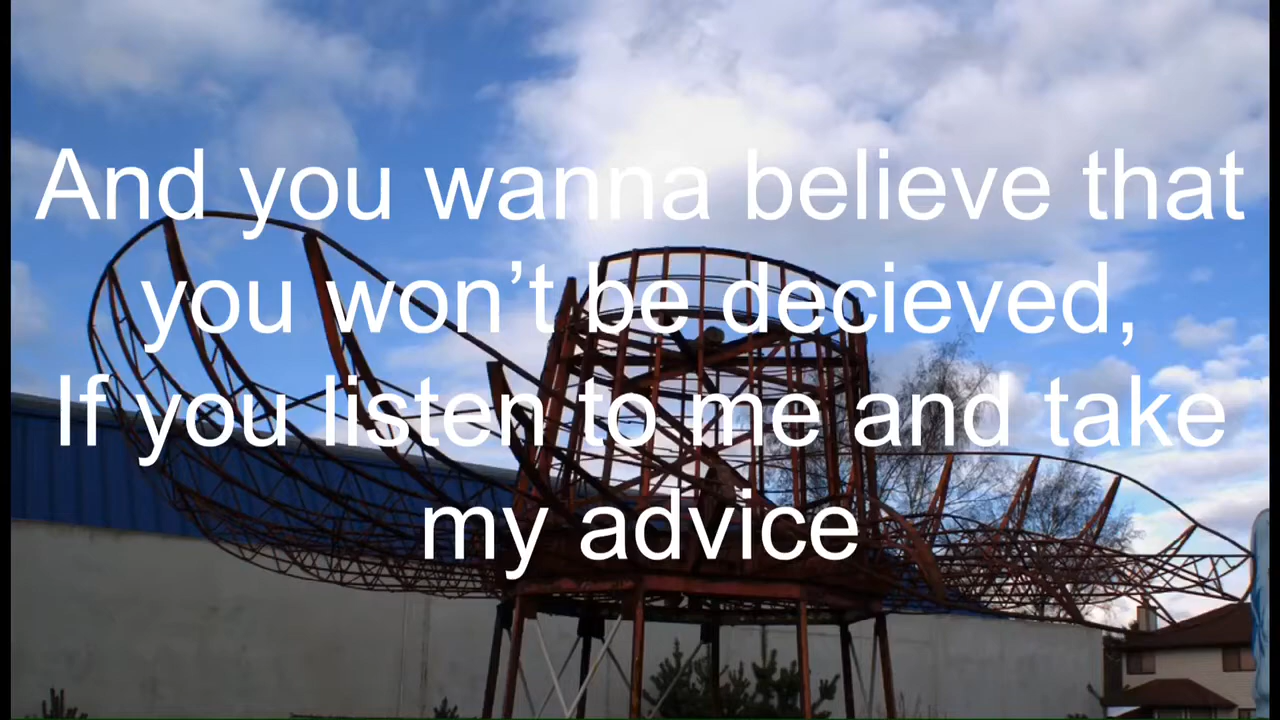 And you wanna believe that
you won’t be decieved,
If you listen to me and take
my advice